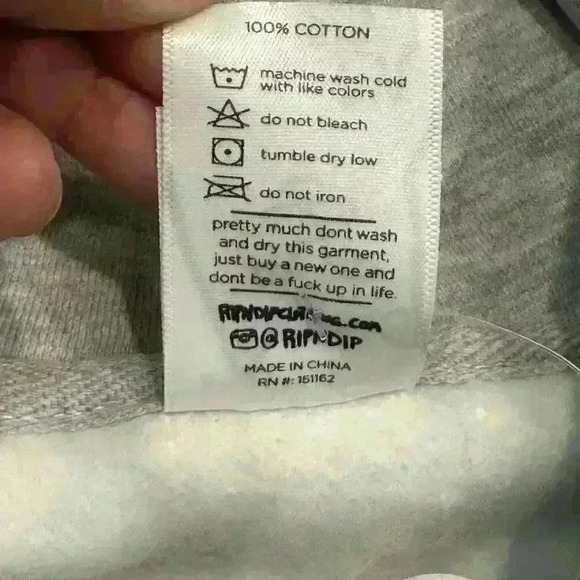 100% COTTON
machine wash cold
with like colors
do not bleach
tumble dry low
do not iron
pretty much dont wash
and dry this garment,
just buy a new one and
dont be a fuck up in life.
@RIPNDIP
MADE IN CHINA
RN #: 151162